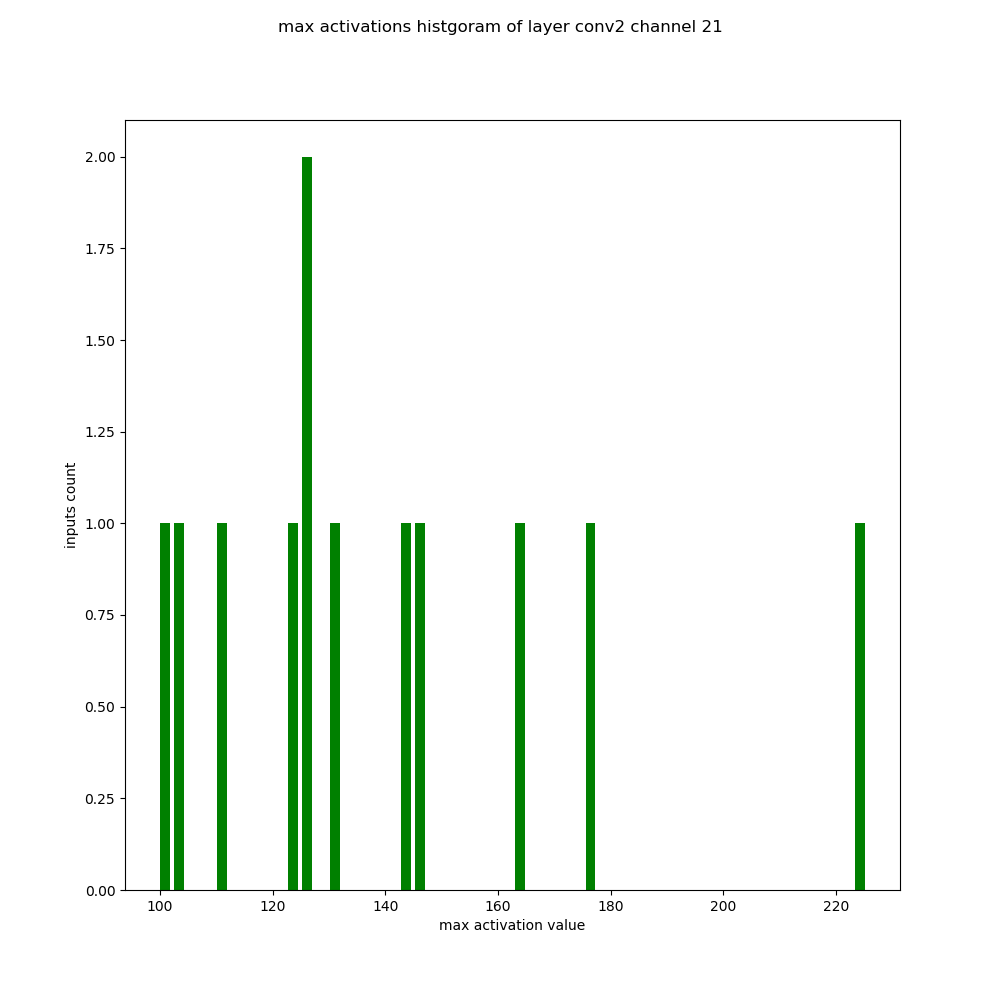 max activations histgoram of layer conv2 channel 21
2.00
1.75
1.50
1.25
1.00
0.75
0.50
0.25
0.00
inputs count
100 120 140 160 180 200 220
max activation value